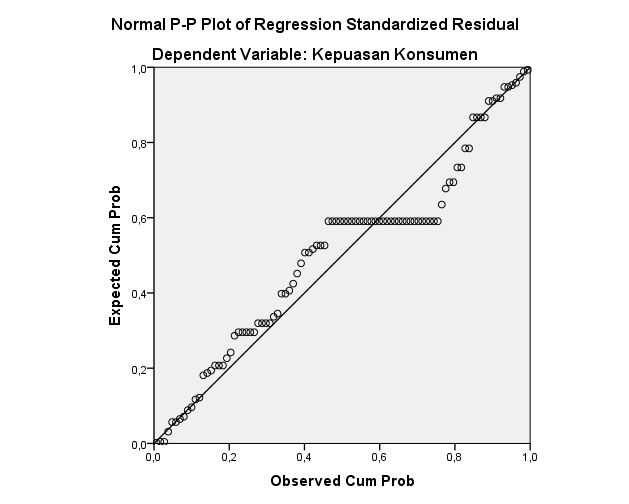 Normal P-P Plot of Regression Standardized Residual
Dependent Variable: Kepuasan Konsumen
Expected Cum Prob
1,0
0,8
0,6
0,4
0,2
0,0
0,0 0,2 0,4 0,6 0,8 1,0
Observed Cum Prob